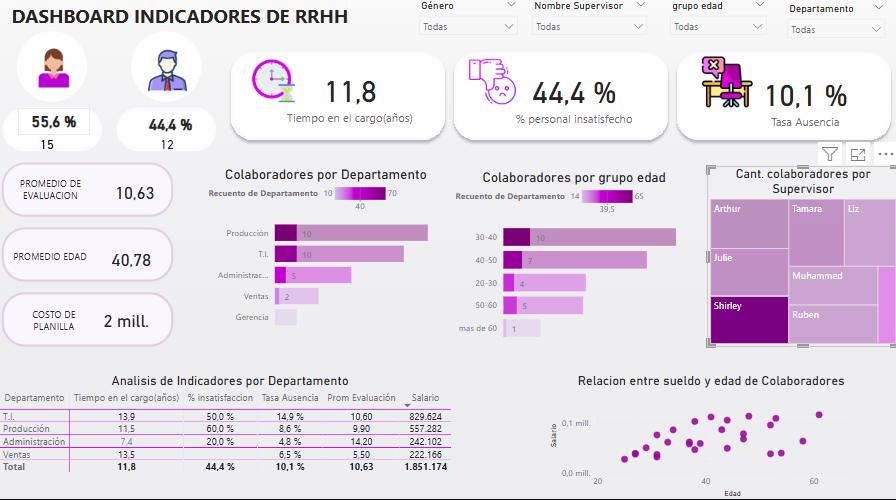 DASHBOARD INDICADORES DE RRHH
Género
Todas
Nombre Supervisor
Todas
grupo edad
Todas
Departamento
Todas
55,6 %
15
44,4 %
12
11,8
Tiempo en el cargo(años)
44,4 %
% personal insatisfecho
10,1 %
Tasa Ausencia
PROMEDIO DE
EVALUACION
10,63
PROMEDIO EDAD
40,78
COSTO DE
PLANILLA
2 mill.
Colaboradores por Departamento
Recuento de Departamento 10 70
40
Producción 10
T.I. 10
Administrac... 5
Ventas 2
Gerencia
Colaboradores por grupo edad
Recuento de Departamento 14 65
39,5
30-40 10
40-50 7
20-30 4
50-60 5
mas de 60 1
Cant. colaboradores por
Supervisor
Arthur
Tamara
Liz
Julie
Muhammed
Shirley
Ruben
Analisis de Indicadores por Departamento
Departamento Tiempo en el cargo(años) % insatisfaccion Tasa Ausencia Prom Evaluación Salario
T.I. 13,9 50,0 % 14,9 % 10,60 829.624
Producción 11,5 60,0 % 8,6 % 9,90 557.282
Administración 7,4 20,0 % 4,8 % 14,20 242.102
Ventas 13,5 6,5 % 5,50 222.166
Total 11,8 44,4 % 10,1 % 10,63 1.851.174
Relacion entre sueldo y edad de Colaboradores
Salario
0,1 mill.
0,0 mill.
20 40 60
Edad